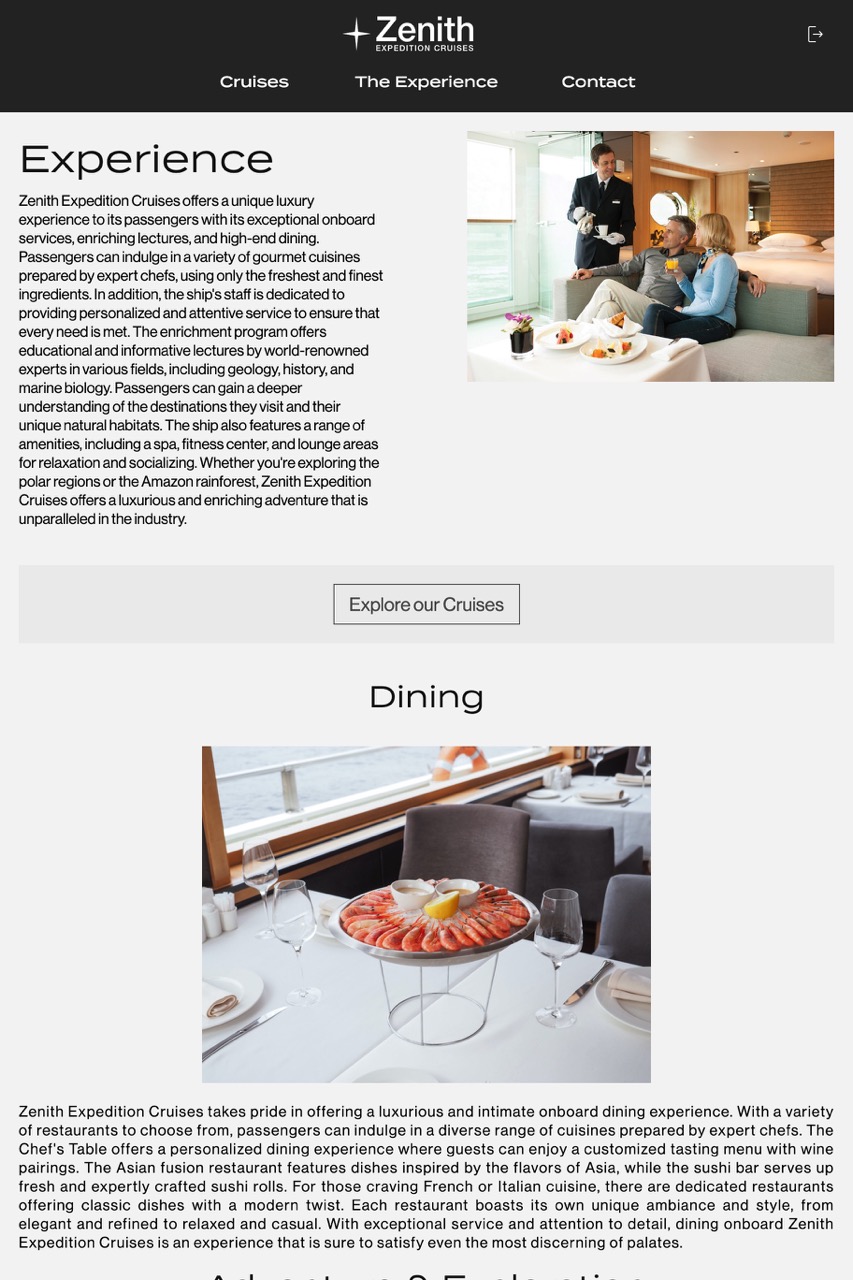 Zenith
EXPEDITION CRUISES
Cruises The Experience Contact
Experience
Zenith Expedition Cruises offers a unique luxury
experience to its passengers with its exceptional onboard
services, enriching lectures, and high-end dining.
Passengers can indulge in a variety of gourmet cuisines
prepared by expert chefs, using only the freshest and finest
ingredients. In addition, the ship's staff is dedicated to
providing personalized and attentive service to ensure that
every need is met. The enrichment program offers
educational and informative lectures by world-renowned
experts in various fields, including geology, history, and
marine biology. Passengers can gain a deeper
understanding of the destinations they visit and their
unique natural habitats. The ship also features a range of
amenities, including a spa, fitness center, and lounge areas
for relaxation and socializing. Whether you're exploring the
polar regions or the Amazon rainforest, Zenith Expedition
Cruises offers a luxurious and enriching adventure that is
unparalleled in the industry.
Explore our Cruises
Dining
Zenith Expedition Cruises takes pride in offering a luxurious and intimate onboard dining experience. With a variety
of restaurants to choose from, passengers can indulge in a diverse range of cuisines prepared by expert chefs. The
Chef's Table offers a personalized dining experience where guests can enjoy a customized tasting menu with wine
pairings. The Asian fusion restaurant features dishes inspired by the flavors of Asia, while the sushi bar serves up
fresh and expertly crafted sushi rolls. For those craving French or Italian cuisine, there are dedicated restaurants
offering classic dishes with a modern twist. Each restaurant boasts its own unique ambiance and style, from
elegant and refined to relaxed and casual. With exceptional service and attention to detail, dining onboard Zenith
Expedition Cruises is an experience that is sure to satisfy even the most discerning of palates.